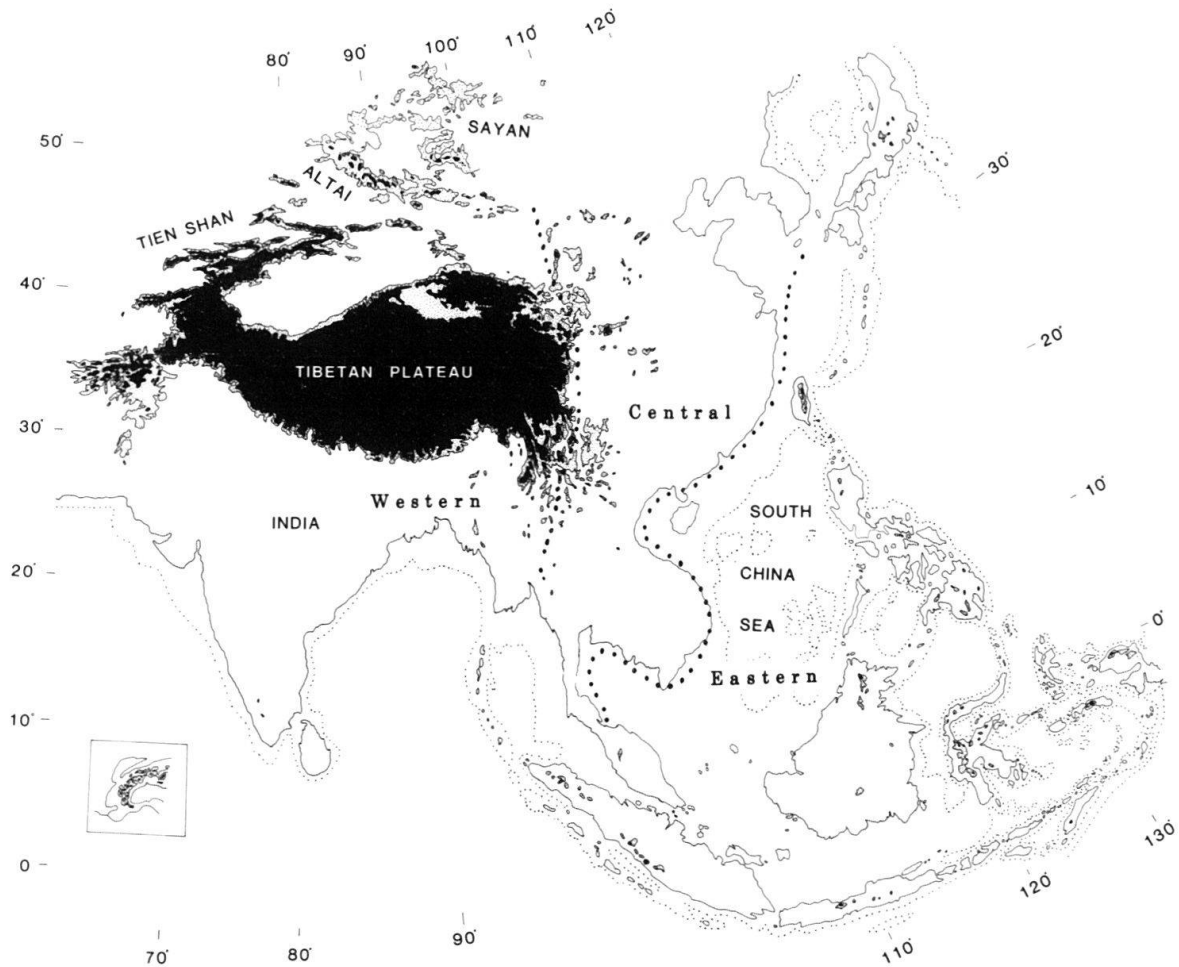 80°
90°
100°
110°
120°
50°
SAYAN
ALTAI
30°
TIEN SHAN
40°
20°
TIBETAN PLATEAU
Central
30°
Western
10°
INDIA
SOUTH
20°
CHINA
SEA
0°
Eastern
10°
0
130°
120°
110°
70°
80°
90°